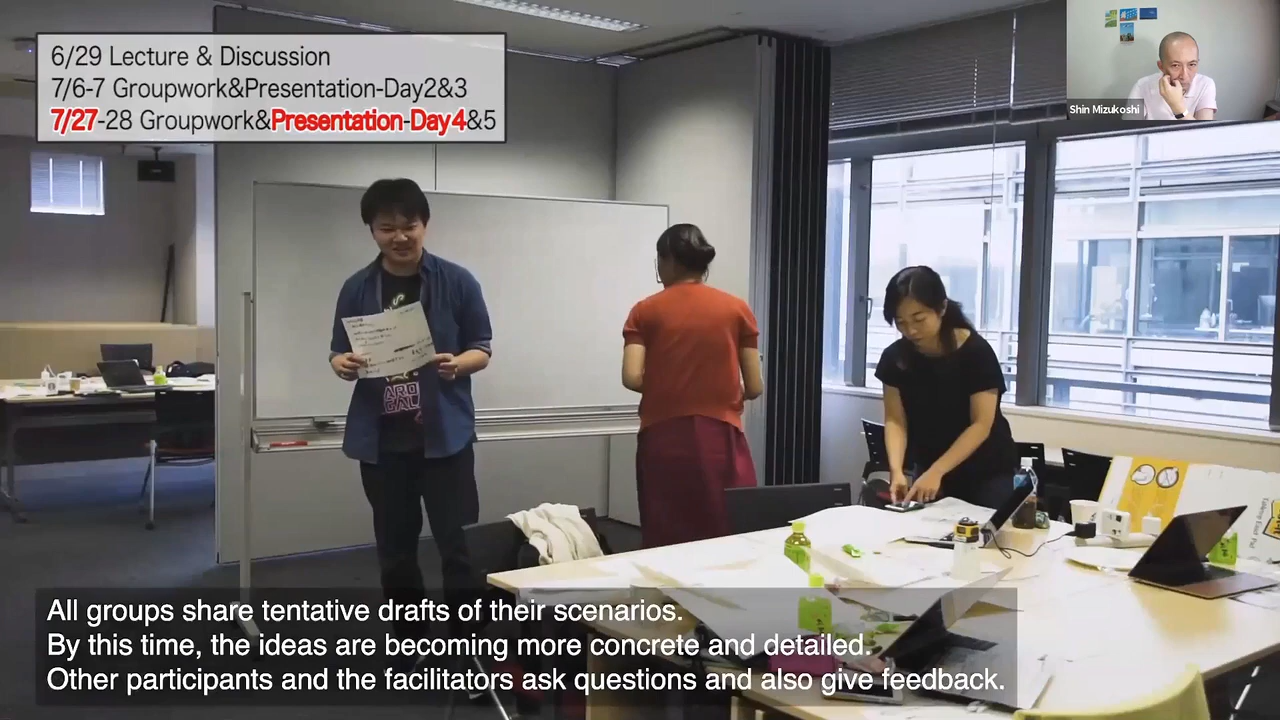 6/29 Lecture & Discussion
7/6-7 Groupwork&Presentation-Day2&3
7/27-28 Groupwork&Presentation-Day4&5
Shin Mizukoshi
All groups share tentative drafts of their scenarios.
By this time, the ideas are becoming more concrete and detailed.
Other participants and the facilitators ask questions and also give feedback.